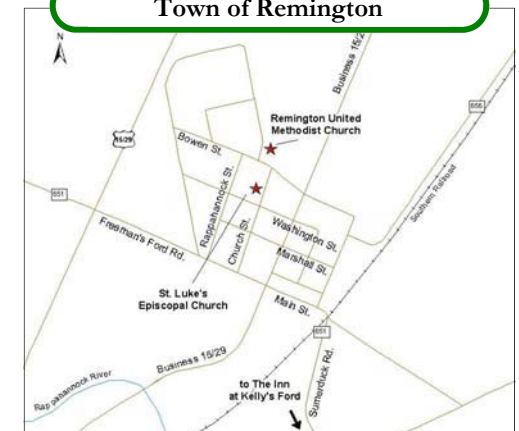 Town of Remington
N
Business 15/2
656
15/29
Remington United
Methodist Church
Bowen St.
Southern Railroad
651
Rappahannock St.
Church St.
Washington St.
Freeman's Ford Rd.
Marshall St.
St. Luke's
Episcopal Church
Main St.
651
Business 15/29
Sumerduck Rd.
Rappahannock River
to The Inn
at Kelly's Ford